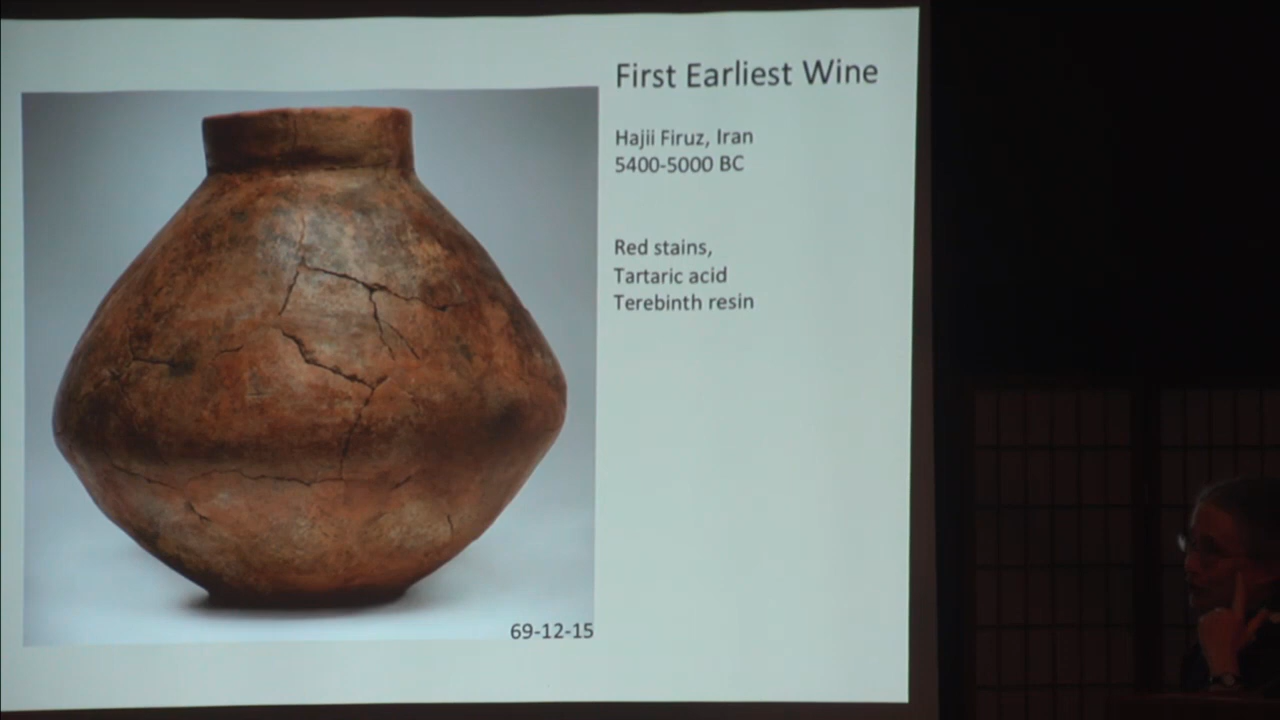 First Earliest Wine
Hajii Firuz, Iran
5400-5000 BC
Red stains,
Tartaric acid
Terebinth resin
69-12-15